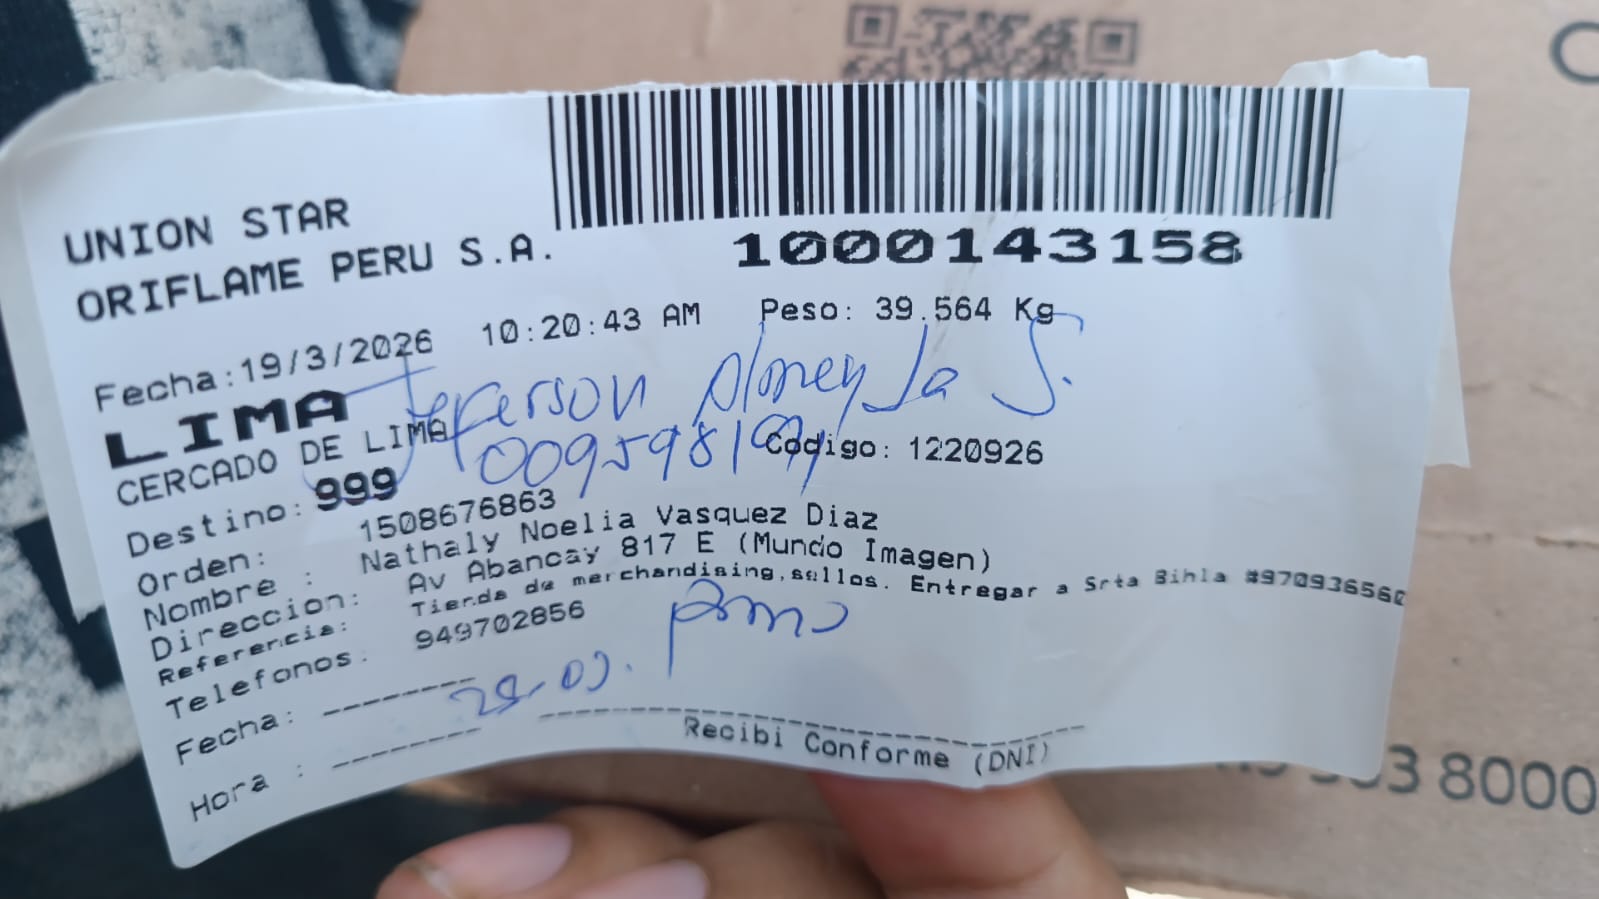 UNION STAR
ORIFLAME PERU S.A.
1000143158
Fecha:19/3/2026 10:20:43 AM Peso: 39.564 Kg
LIMA
Jeferson S.
CERCADO DE LIMA
Destino: 999
Codigo: 1220926
Orden: 1508676863
Nombre : Nathaly Noelia Vasquez Diaz
Direccion: Av Abancay 817 E (Mundo Imagen)
Referencia: Tienda de merchandising,sellos. Entregar a Srta Bihla #970936560
Telefonos: 949702856
Fecha: ----------
Hora : ----------
Recibi Conforme (DNI)
3 8000